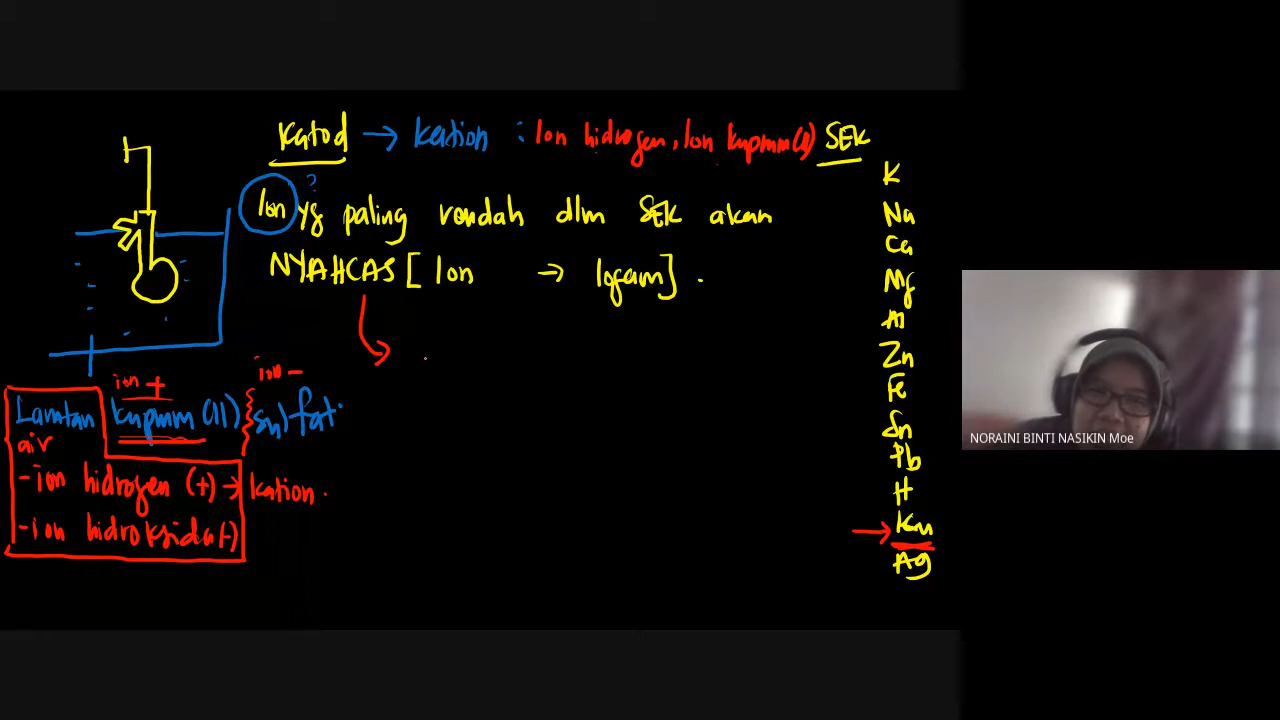 Katod → kation : Ion hidrogen, Ion kuprum(II) SEK
Ion ? yg paling rendah dlm SEK akan
NYAHCAS [ Ion → logam ] .
K
Na
Ca
Mg
Al
Zn
Fe
Sn
Pb
H
→ Ku
Ag
ion + ion -
Larutan kuprum (II) sulfat.
air
- ion hidrogen (+) → kation.
- ion hidroksida (-)
NORAINI BINTI NASIKIN Moe